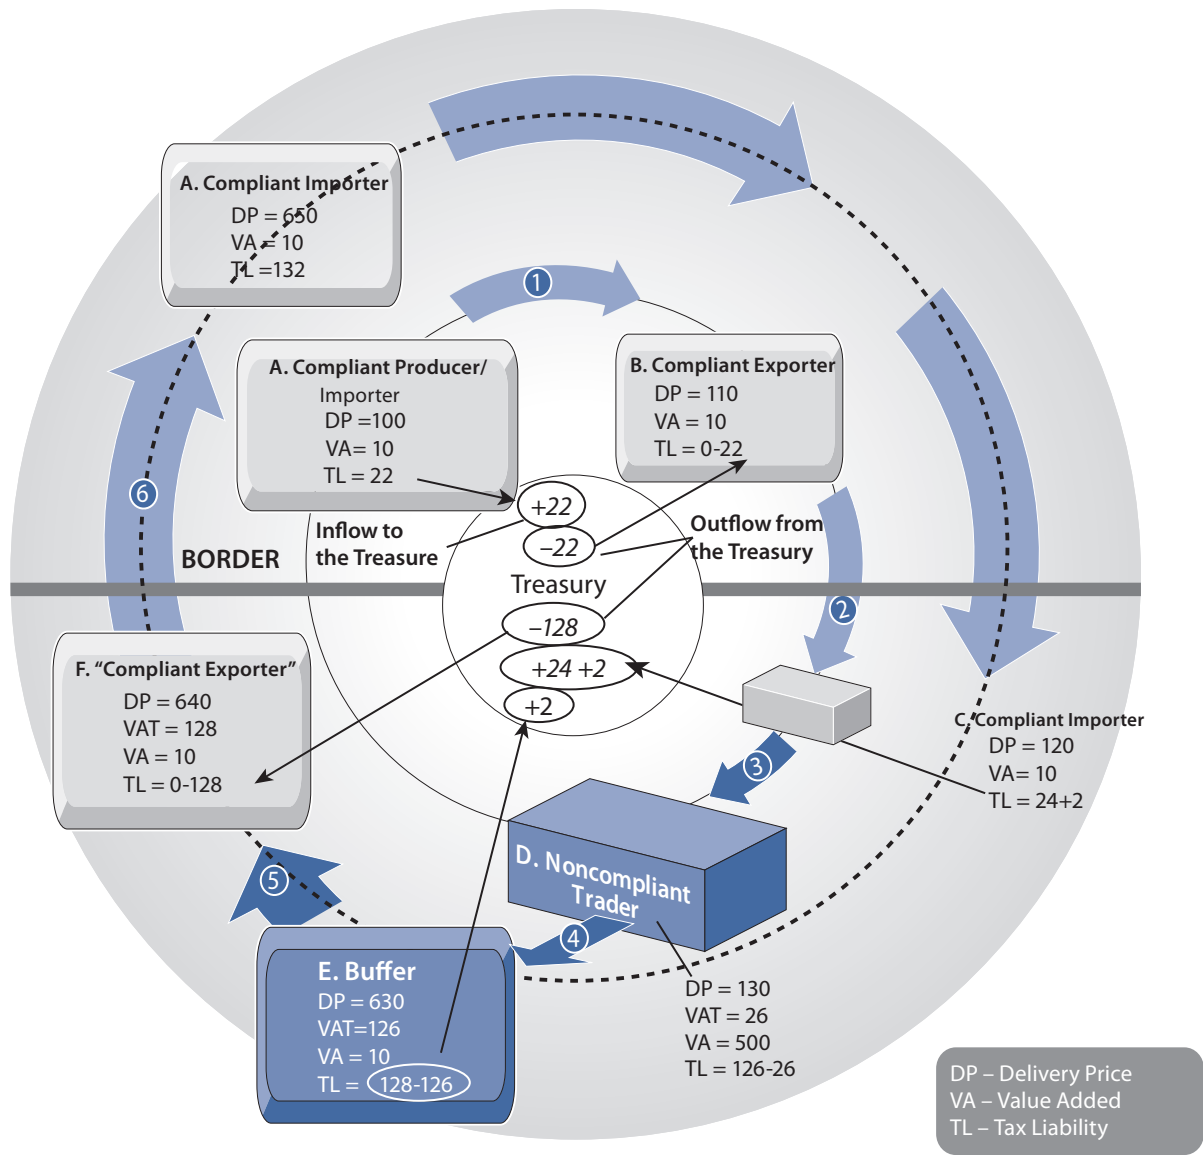 A. Compliant Importer
DP = 650
VA = 10
TL =132
1
A. Compliant Producer/
Importer
DP =100
VA= 10
TL = 22
B. Compliant Exporter
DP = 110
VA = 10
TL = 0-22
6
+22
Inflow to
the Treasure
Outflow from
the Treasury
–22
BORDER
Treasury
2
–128
+24 +2
+2
F. “Compliant Exporter”
DP = 640
VAT = 128
VA = 10
TL = 0-128
C. Compliant Importer
DP = 120
VA= 10
TL = 24+2
3
D. Noncompliant
Trader
5
4
E. Buffer
DP = 630
VAT=126
VA = 10
TL = 128-126
DP = 130
VAT = 26
VA = 500
TL = 126-26
DP – Delivery Price
VA – Value Added
TL – Tax Liability